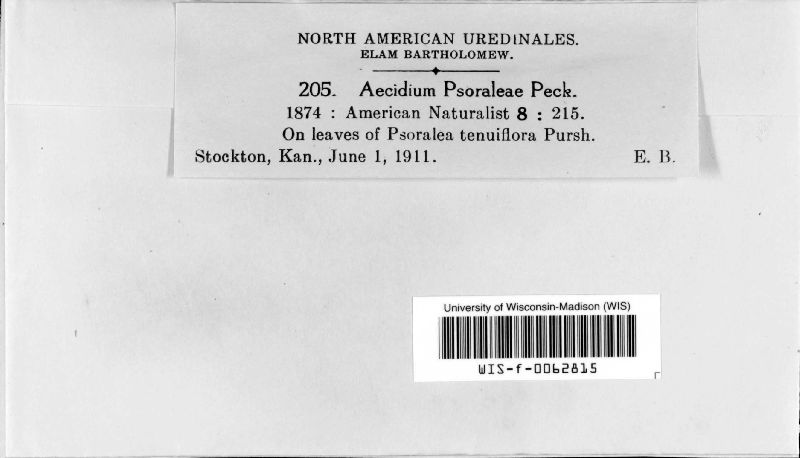 NORTH AMERICAN UREDINALES.
ELAM BARTHOLOMEW.
205. Aecidium Psoraleae Peck.
1874 : American Naturalist 8 : 215.
On leaves of Psoralea tenuiflora Pursh.
Stockton, Kan., June 1, 1911. E. B.
University of Wisconsin-Madison (WIS)
WIS-f-0062815